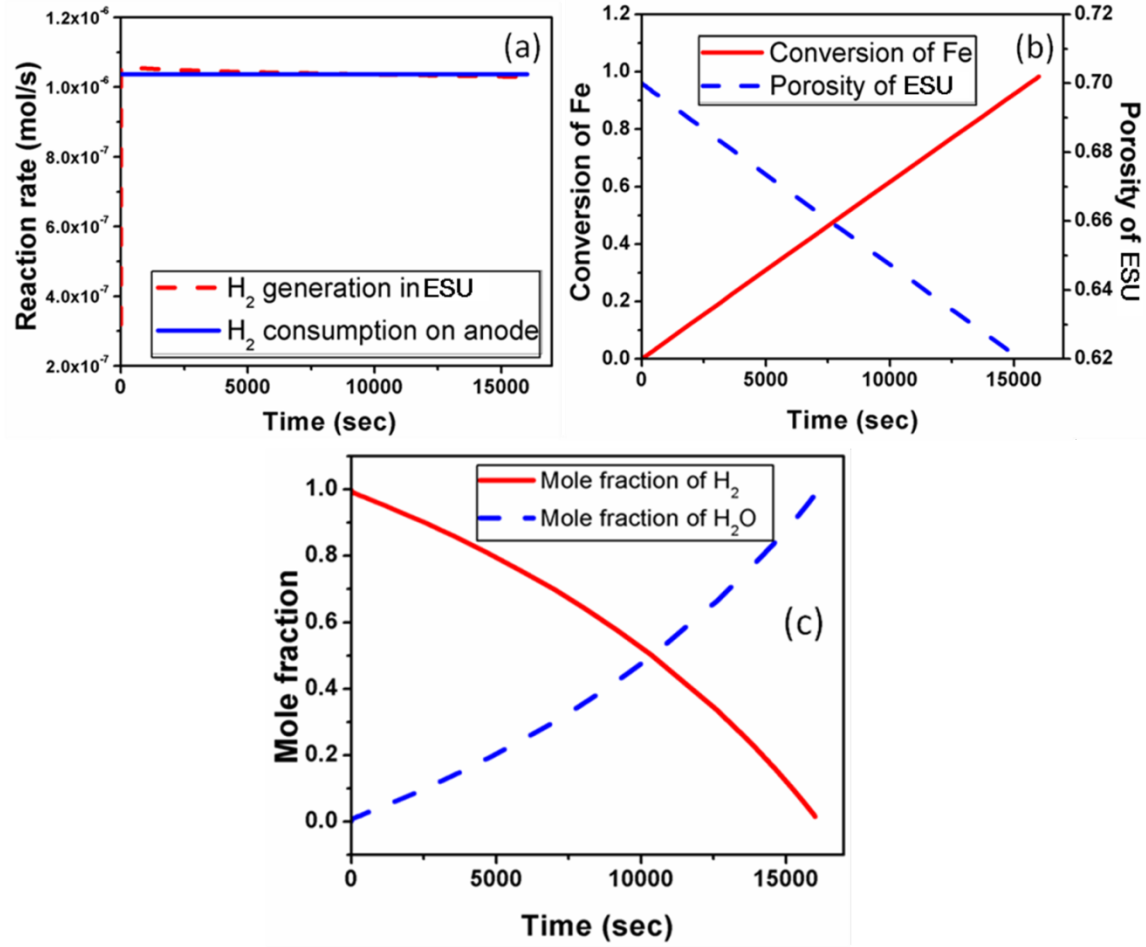 1.2x10⁻⁶
1.0x10⁻⁶
8.0x10⁻⁷
6.0x10⁻⁷
4.0x10⁻⁷
2.0x10⁻⁷
Reaction rate (mol/s)
(a)
H₂ generation in ESU
H₂ consumption on anode
0
5000
10000
15000
Time (sec)
1.2
1.0
0.8
0.6
0.4
0.2
0.0
Conversion of Fe
(b)
Conversion of Fe
Porosity of ESU
0.72
0.70
0.68
0.66
0.64
0.62
Porosity of ESU
0
5000
10000
15000
Time (sec)
1.0
0.8
0.6
0.4
0.2
0.0
Mole fraction
Mole fraction of H₂
Mole fraction of H₂O
(c)
0
5000
10000
15000
Time (sec)